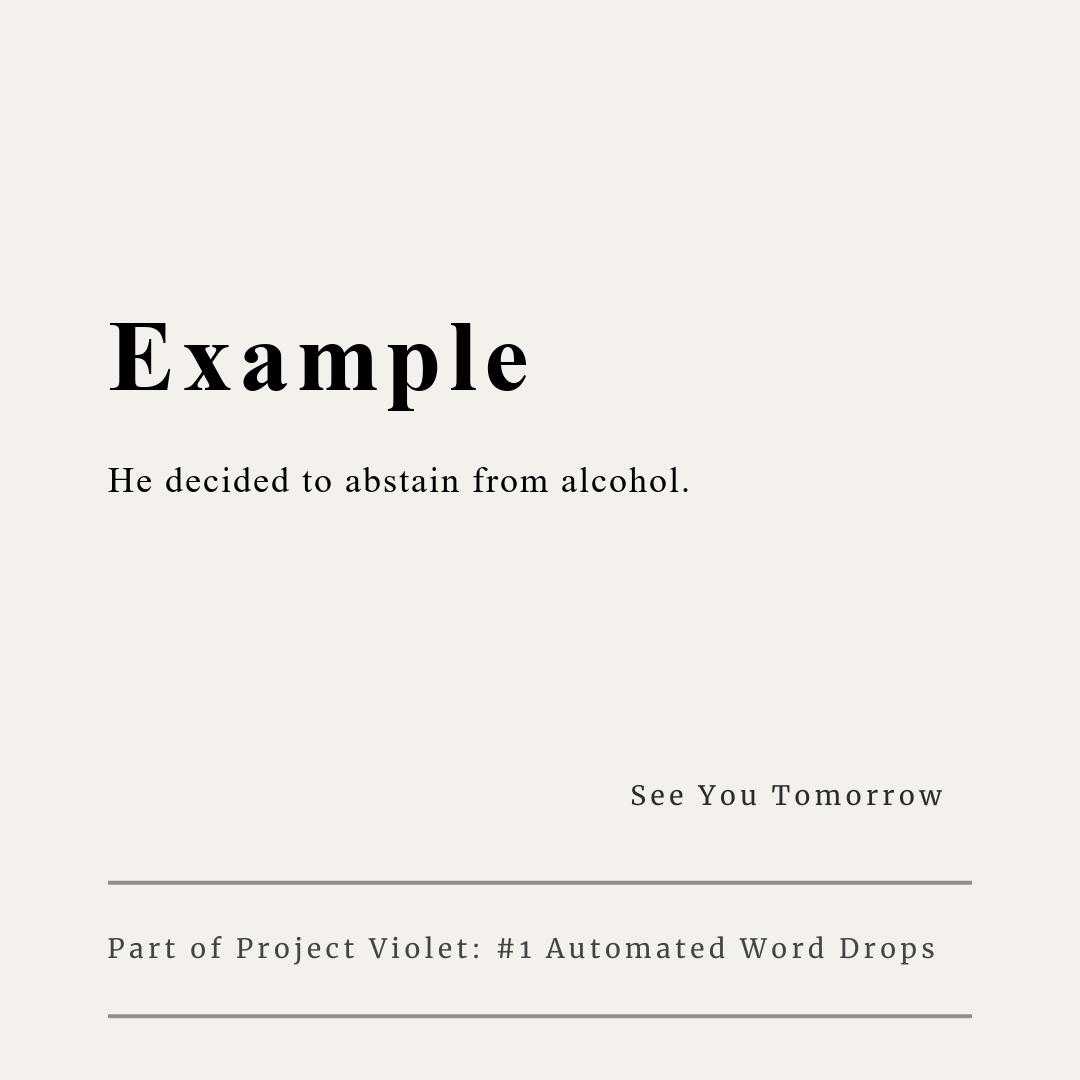 Example
He decided to abstain from alcohol.
See You Tomorrow
Part of Project Violet: #1 Automated Word Drops